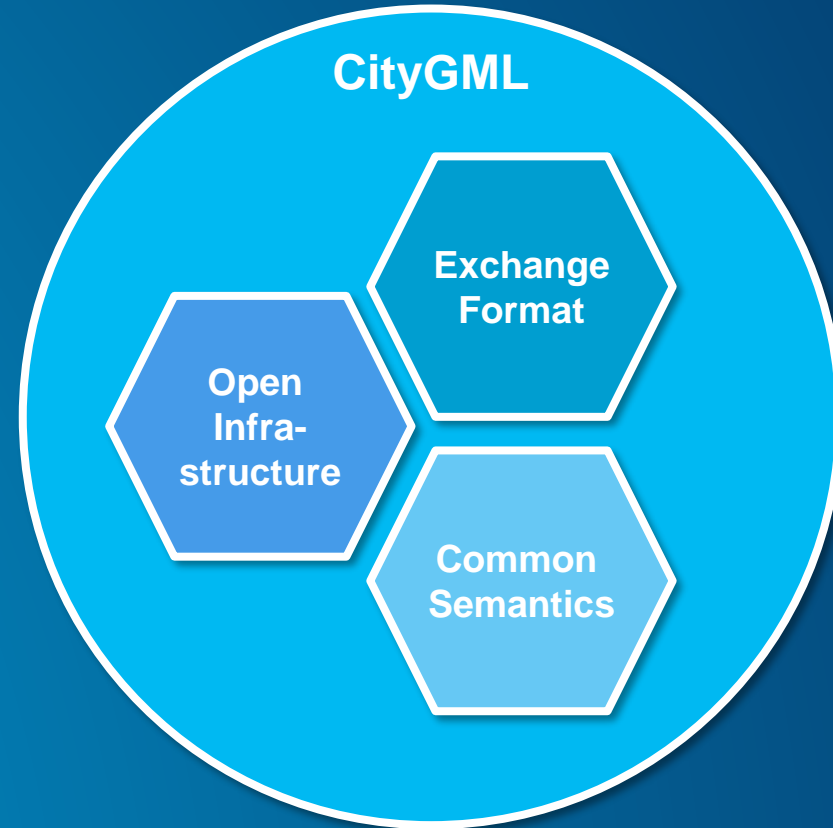 CityGML
Exchange
Format
Open
Infra-
structure
Common
Semantics